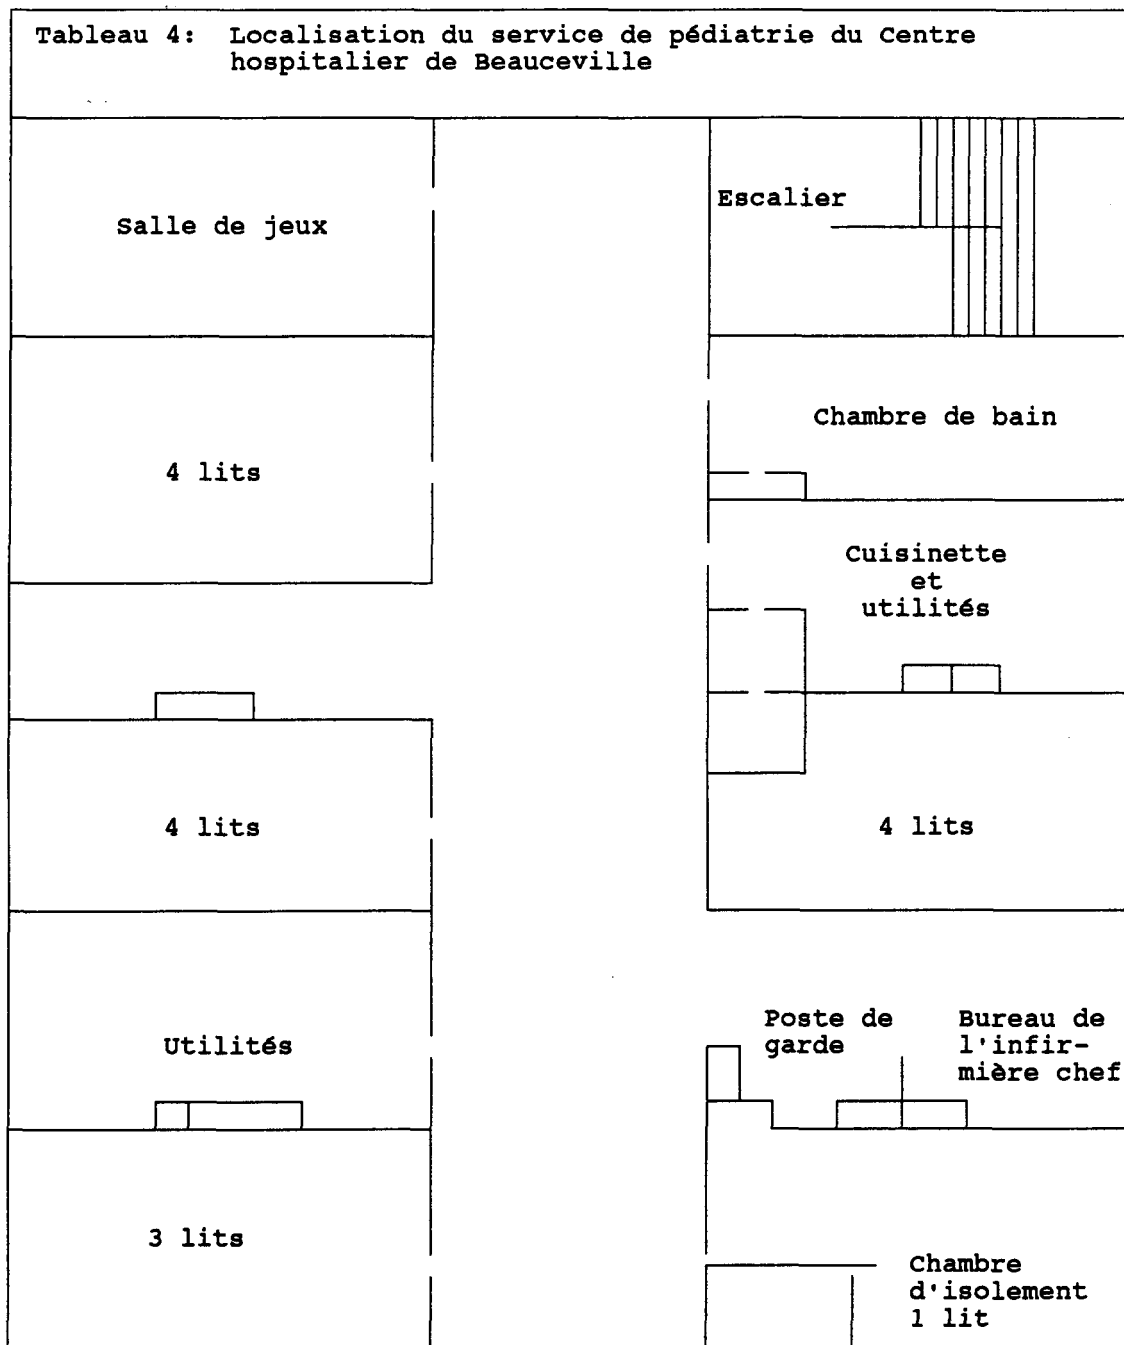 Tableau 4: Localisation du service de pédiatrie du Centre
hospitalier de Beauceville
Salle de jeux
Escalier
Chambre de bain
4 lits
Cuisinette
et
utilités
4 lits
4 lits
Utilités
Poste de
garde
Bureau de
l'infir-
mière chef
3 lits
Chambre
d'isolement
1 lit